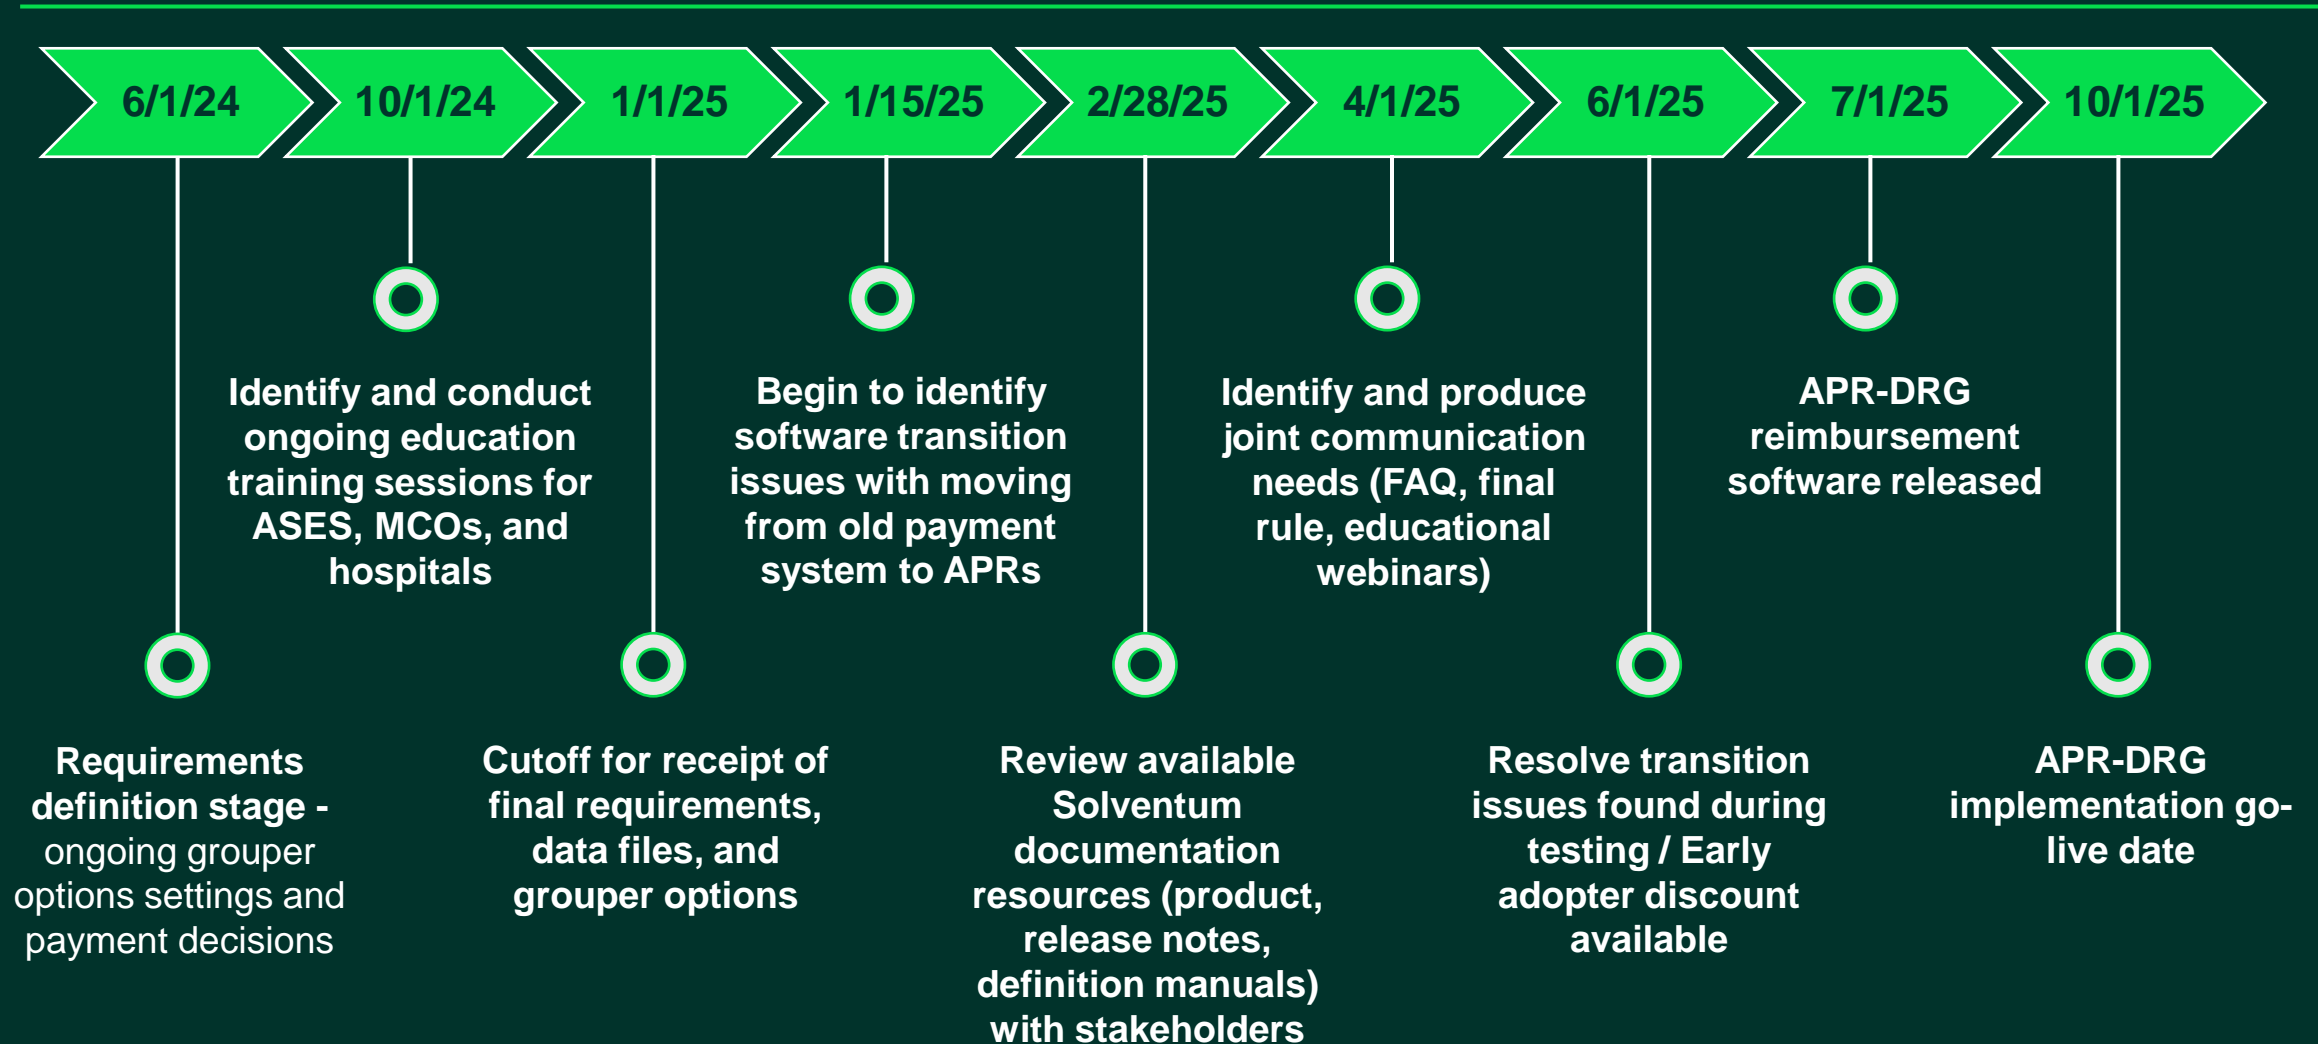 6/1/24
10/1/24
1/1/25
1/15/25
2/28/25
4/1/25
6/1/25
7/1/25
10/1/25
Identify and conduct
ongoing education
training sessions for
ASES, MCOs, and
hospitals
Begin to identify
software transition
issues with moving
from old payment
system to APRs
Identify and produce
joint communication
needs (FAQ, final
rule, educational
webinars)
APR-DRG
reimbursement
software released
Requirements
definition stage -
ongoing grouper
options settings and
payment decisions
Cutoff for receipt of
final requirements,
data files, and
grouper options
Review available
Solventum
documentation
resources (product,
release notes,
definition manuals)
with stakeholders
Resolve transition
issues found during
testing / Early
adopter discount
available
APR-DRG
implementation go-
live date